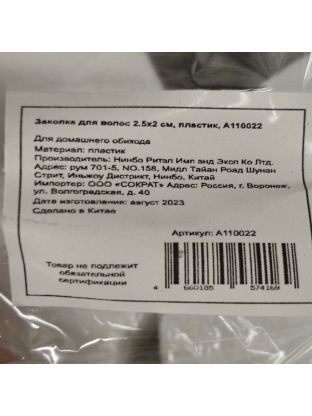 Заколка для волос 2.5х2 см, пластик, А110022
Для домашнего обихода
Материал: пластик
Производитель: Нинбо Ритал Имп энд Эксп Ко Лтд.
Адрес: рум 701-5, NO.158, Мидл Тайан Роад Шунан
Стрит, Иньжоу Дистрикт, Нинбо, Китай
Импортер: ООО «СОКРАТ» Адрес: Россия, г. Воронеж,
ул. Волгоградская, д. 40
Дата изготовления: август 2023
Сделано в Китае
Артикул: А110022
Товар не подлежит
обязательной
сертификации
4 660185 574169